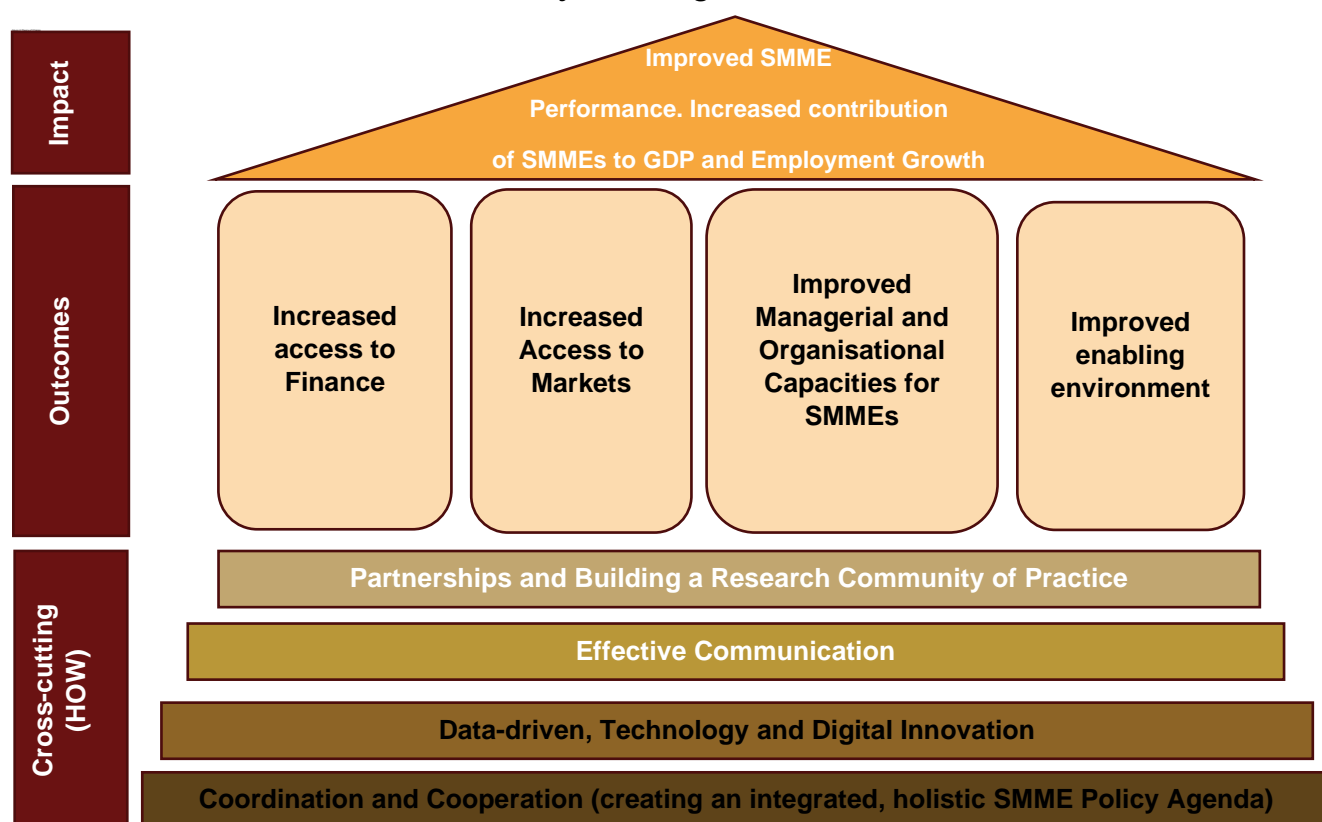 Impact
Improved SMME
Performance. Increased contribution
of SMMEs to GDP and Employment Growth
Outcomes
Increased
access to
Finance
Increased
Access to
Markets
Improved
Managerial and
Organisational
Capacities for
SMMEs
Improved
enabling
environment
Cross-cutting
(HOW)
Partnerships and Building a Research Community of Practice
Effective Communication
Data-driven, Technology and Digital Innovation
Coordination and Cooperation (creating an integrated, holistic SMME Policy Agenda)